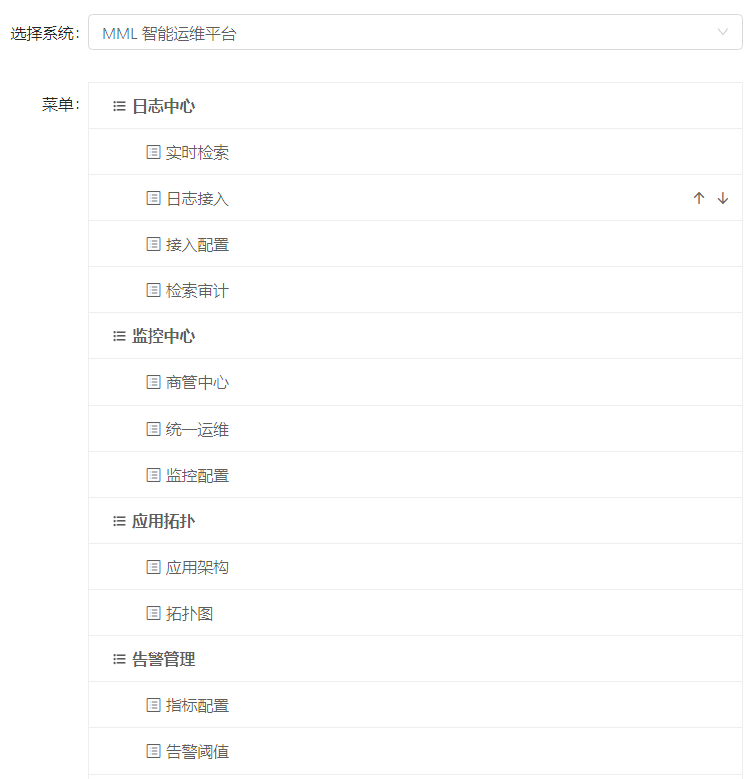 选择系统: MML 智能运维平台
菜单: 日志中心
实时检索
日志接入
接入配置
检索审计
监控中心
商管中心
统一运维
监控配置
应用拓扑
应用架构
拓扑图
告警管理
指标配置
告警阈值